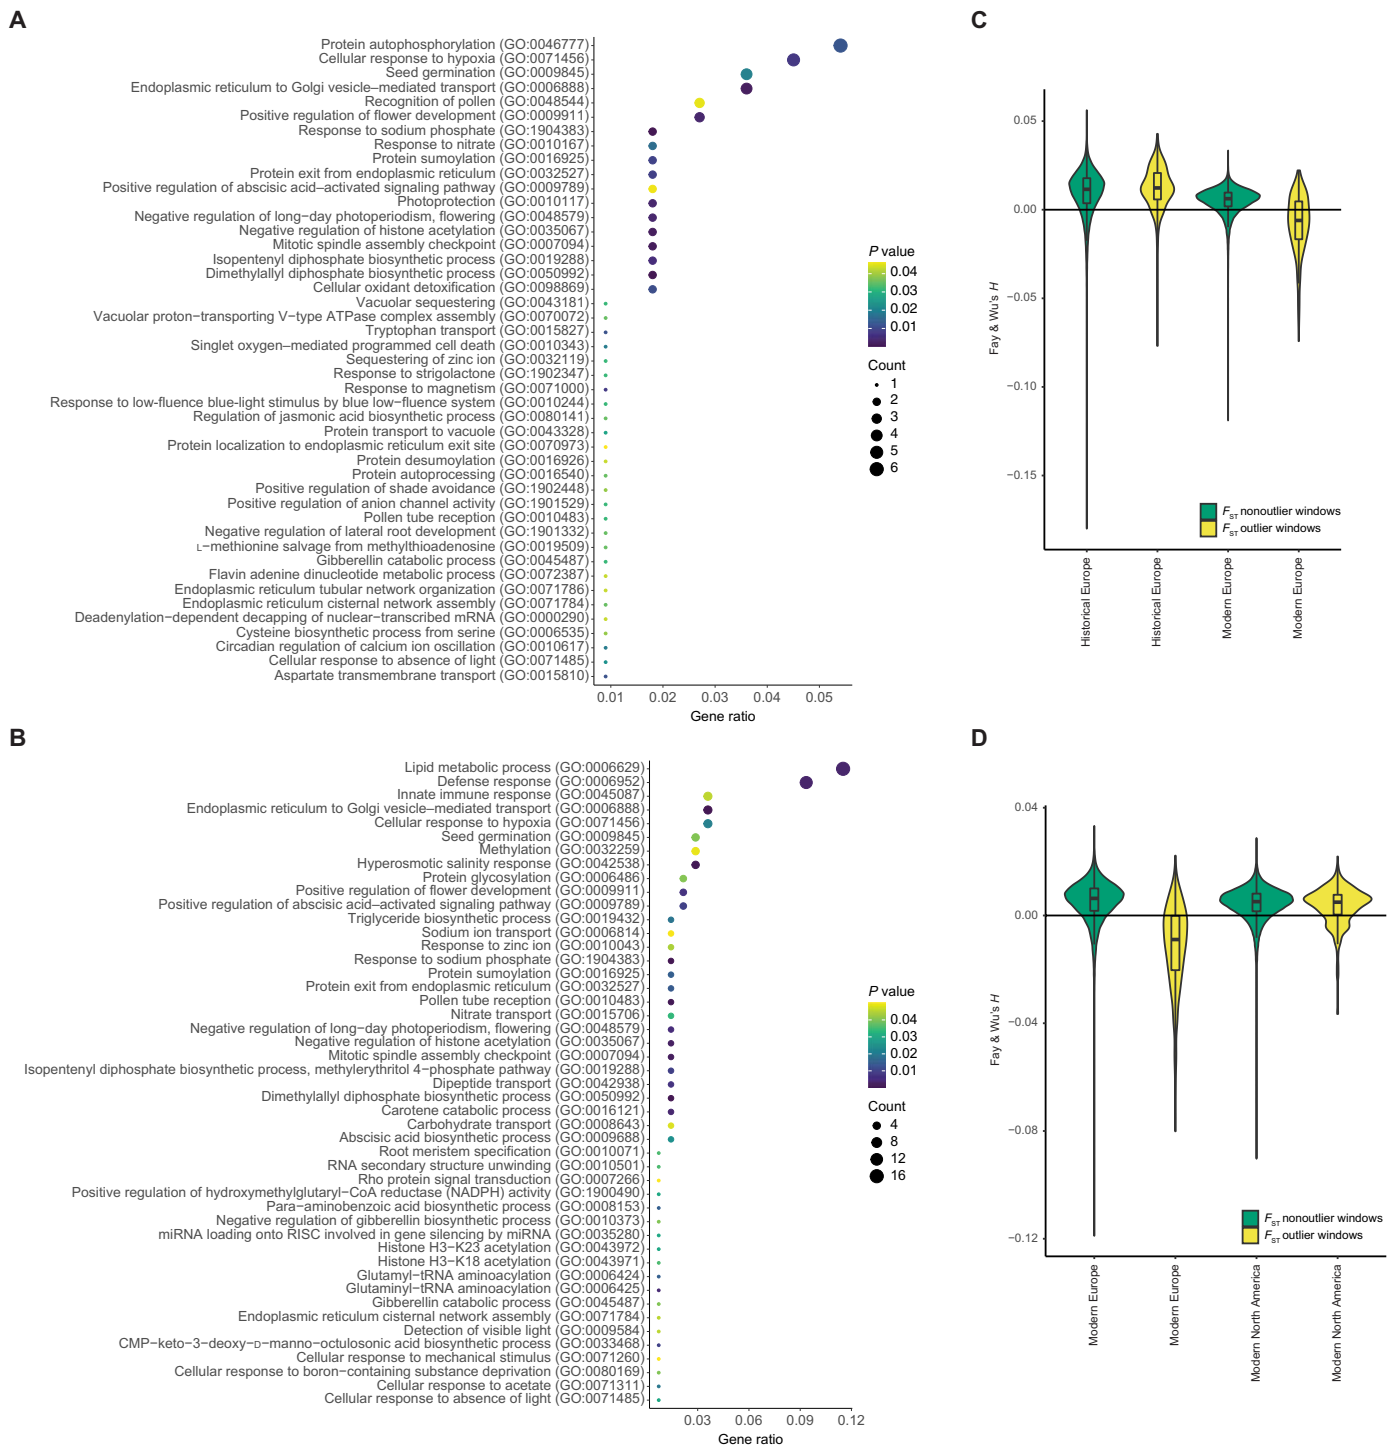 A
Protein autophosphorylation (GO:0046777)
Cellular response to hypoxia (GO:0071456)
Seed germination (GO:0009845)
Endoplasmic reticulum to Golgi vesicle–mediated transport (GO:0006888)
Recognition of pollen (GO:0048544)
Positive regulation of flower development (GO:0009911)
Response to sodium phosphate (GO:1904383)
Response to nitrate (GO:0010167)
Protein sumoylation (GO:0016925)
Protein exit from endoplasmic reticulum (GO:0032527)
Positive regulation of abscisic acid–activated signaling pathway (GO:0009789)
Photoprotection (GO:0010117)
Negative regulation of long-day photoperiodism, flowering (GO:0048579)
Negative regulation of histone acetylation (GO:0035067)
Mitotic spindle assembly checkpoint (GO:0007094)
Isopentenyl diphosphate biosynthetic process (GO:0019288)
Dimethylallyl diphosphate biosynthetic process (GO:0050992)
Cellular oxidant detoxification (GO:0098869)
Vacuolar sequestering (GO:0043181)
Vacuolar proton−transporting V−type ATPase complex assembly (GO:0070072)
Tryptophan transport (GO:0015827)
Singlet oxygen–mediated programmed cell death (GO:0010343)
Sequestering of zinc ion (GO:0032119)
Response to strigolactone (GO:1902347)
Response to magnetism (GO:0071000)
Response to low-fluence blue-light stimulus by blue low−fluence system (GO:0010244)
Regulation of jasmonic acid biosynthetic process (GO:0080141)
Protein transport to vacuole (GO:0043328)
Protein localization to endoplasmic reticulum exit site (GO:0070973)
Protein desumoylation (GO:0016926)
Protein autoprocessing (GO:0016540)
Positive regulation of shade avoidance (GO:1902448)
Positive regulation of anion channel activity (GO:1901529)
Pollen tube reception (GO:0010483)
Negative regulation of lateral root development (GO:1901332)
L−methionine salvage from methylthioadenosine (GO:0019509)
Gibberellin catabolic process (GO:0045487)
Flavin adenine dinucleotide metabolic process (GO:0072387)
Endoplasmic reticulum tubular network organization (GO:0071786)
Endoplasmic reticulum cisternal network assembly (GO:0071784)
Deadenylation−dependent decapping of nuclear−transcribed mRNA (GO:0000290)
Cysteine biosynthetic process from serine (GO:0006535)
Circadian regulation of calcium ion oscillation (GO:0010617)
Cellular response to absence of light (GO:0071485)
Aspartate transmembrane transport (GO:0015810)
0.01 0.02 0.03 0.04 0.05
Gene ratio
P value
0.04
0.03
0.02
0.01
Count
1
2
3
4
5
6
B
Lipid metabolic process (GO:0006629)
Defense response (GO:0006952)
Innate immune response (GO:0045087)
Endoplasmic reticulum to Golgi vesicle–mediated transport (GO:0006888)
Cellular response to hypoxia (GO:0071456)
Seed germination (GO:0009845)
Methylation (GO:0032259)
Hyperosmotic salinity response (GO:0042538)
Protein glycosylation (GO:0006486)
Positive regulation of flower development (GO:0009911)
Positive regulation of abscisic acid–activated signaling pathway (GO:0009789)
Triglyceride biosynthetic process (GO:0019432)
Sodium ion transport (GO:0006814)
Response to zinc ion (GO:0010043)
Response to sodium phosphate (GO:1904383)
Protein sumoylation (GO:0016925)
Protein exit from endoplasmic reticulum (GO:0032527)
Pollen tube reception (GO:0010483)
Nitrate transport (GO:0015706)
Negative regulation of long-day photoperiodism, flowering (GO:0048579)
Negative regulation of histone acetylation (GO:0035067)
Mitotic spindle assembly checkpoint (GO:0007094)
Isopentenyl diphosphate biosynthetic process, methylerythritol 4−phosphate pathway (GO:0019288)
Dipeptide transport (GO:0042938)
Dimethylallyl diphosphate biosynthetic process (GO:0050992)
Carotene catabolic process (GO:0016121)
Carbohydrate transport (GO:0008643)
Abscisic acid biosynthetic process (GO:0009688)
Root meristem specification (GO:0010071)
RNA secondary structure unwinding (GO:0010501)
Rho protein signal transduction (GO:0007266)
Positive regulation of hydroxymethylglutaryl−CoA reductase (NADPH) activity (GO:1900490)
Para−aminobenzoic acid biosynthetic process (GO:0008153)
Negative regulation of gibberellin biosynthetic process (GO:0010373)
miRNA loading onto RISC involved in gene silencing by miRNA (GO:0035280)
Histone H3−K23 acetylation (GO:0043972)
Histone H3−K18 acetylation (GO:0043971)
Glutamyl−tRNA aminoacylation (GO:0006424)
Glutaminyl−tRNA aminoacylation (GO:0006425)
Gibberellin catabolic process (GO:0045487)
Endoplasmic reticulum cisternal network assembly (GO:0071784)
Detection of visible light (GO:0009584)
CMP−keto−3−deoxy−D−manno−octulosonic acid biosynthetic process (GO:0033468)
Cellular response to mechanical stimulus (GO:0071260)
Cellular response to boron−containing substance deprivation (GO:0080169)
Cellular response to acetate (GO:0071311)
Cellular response to absence of light (GO:0071485)
0.03 0.06 0.09 0.12
Gene ratio
P value
0.04
0.03
0.02
0.01
Count
4
8
12
16
C
0.05
0.00
−0.05
−0.10
−0.15
Fay & Wu's H
FST nonoutlier windows
FST outlier windows
Historical Europe
Historical Europe
Modern Europe
Modern Europe
D
0.04
0.00
−0.04
−0.08
−0.12
Fay & Wu's H
FST nonoutlier windows
FST outlier windows
Modern Europe
Modern Europe
Modern North America
Modern North America